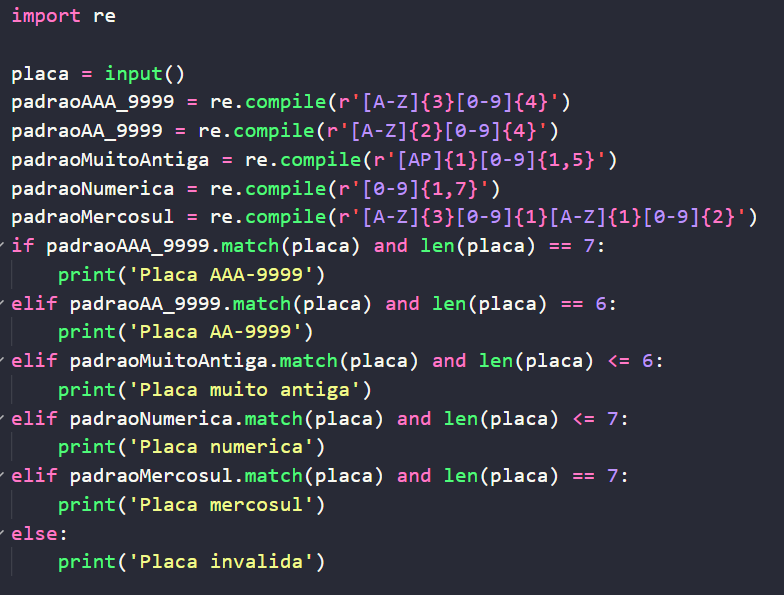 import re
placa = input()
padraoAAA_9999 = re.compile(r'[A-Z]{3}[0-9]{4}')
padraoAA_9999 = re.compile(r'[A-Z]{2}[0-9]{4}')
padraoMuitoAntiga = re.compile(r'[AP]{1}[0-9]{1,5}')
padraoNumerica = re.compile(r'[0-9]{1,7}')
padraoMercosul = re.compile(r'[A-Z]{3}[0-9]{1}[A-Z]{1}[0-9]{2}')
if padraoAAA_9999.match(placa) and len(placa) == 7:
    print('Placa AAA-9999')
elif padraoAA_9999.match(placa) and len(placa) == 6:
    print('Placa AA-9999')
elif padraoMuitoAntiga.match(placa) and len(placa) <= 6:
    print('Placa muito antiga')
elif padraoNumerica.match(placa) and len(placa) <= 7:
    print('Placa numerica')
elif padraoMercosul.match(placa) and len(placa) == 7:
    print('Placa mercosul')
else:
    print('Placa invalida')